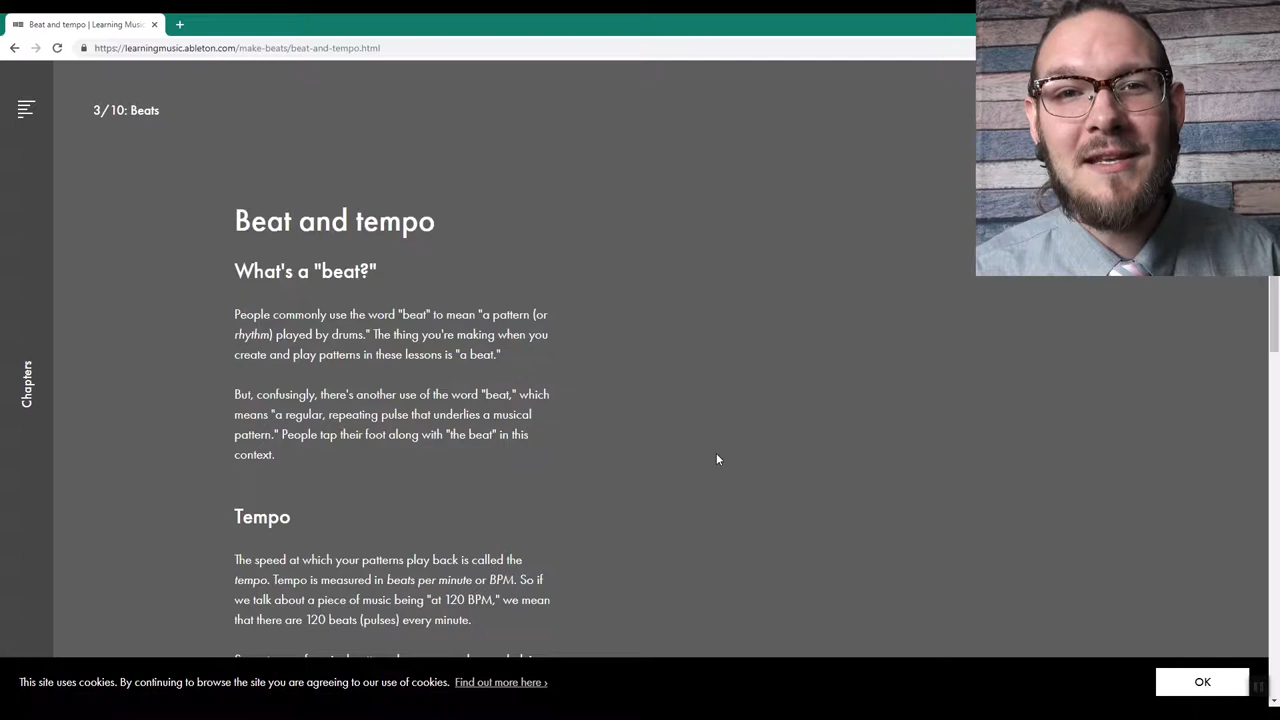 Beat and tempo | Learning Music
https://learningmusic.ableton.com/make-beats/beat-and-tempo.html
3/10: Beats
Beat and tempo
What's a "beat?"
People commonly use the word "beat" to mean "a pattern (or
rhythm) played by drums." The thing you're making when you
create and play patterns in these lessons is "a beat."
But, confusingly, there's another use of the word "beat," which
means "a regular, repeating pulse that underlies a musical
pattern." People tap their foot along with "the beat" in this
context.
Chapters
Tempo
The speed at which your patterns play back is called the
tempo. Tempo is measured in beats per minute or BPM. So if
we talk about a piece of music being "at 120 BPM," we mean
that there are 120 beats (pulses) every minute.
This site uses cookies. By continuing to browse the site you are agreeing to our use of cookies. Find out more here ›
OK